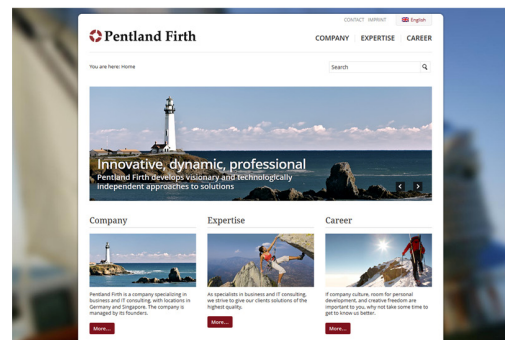 CONTACT IMPRINT English
Pentland Firth
COMPANY EXPERTISE CAREER
You are here: Home
Search
Innovative, dynamic, professional
Pentland Firth develops visionary and technologically
independent approaches to solutions
Company Expertise Career
Pentland Firth is a company specializing in
business and IT consulting, with locations in
Germany and Singapore. The company is
managed by its founders.
More...
As specialists in business and IT consulting,
we strive to give our clients solutions of the
highest quality.
More...
If company culture, room for personal
development, and creative freedom are
important to you, why not take some time to
get to know us better.
More...